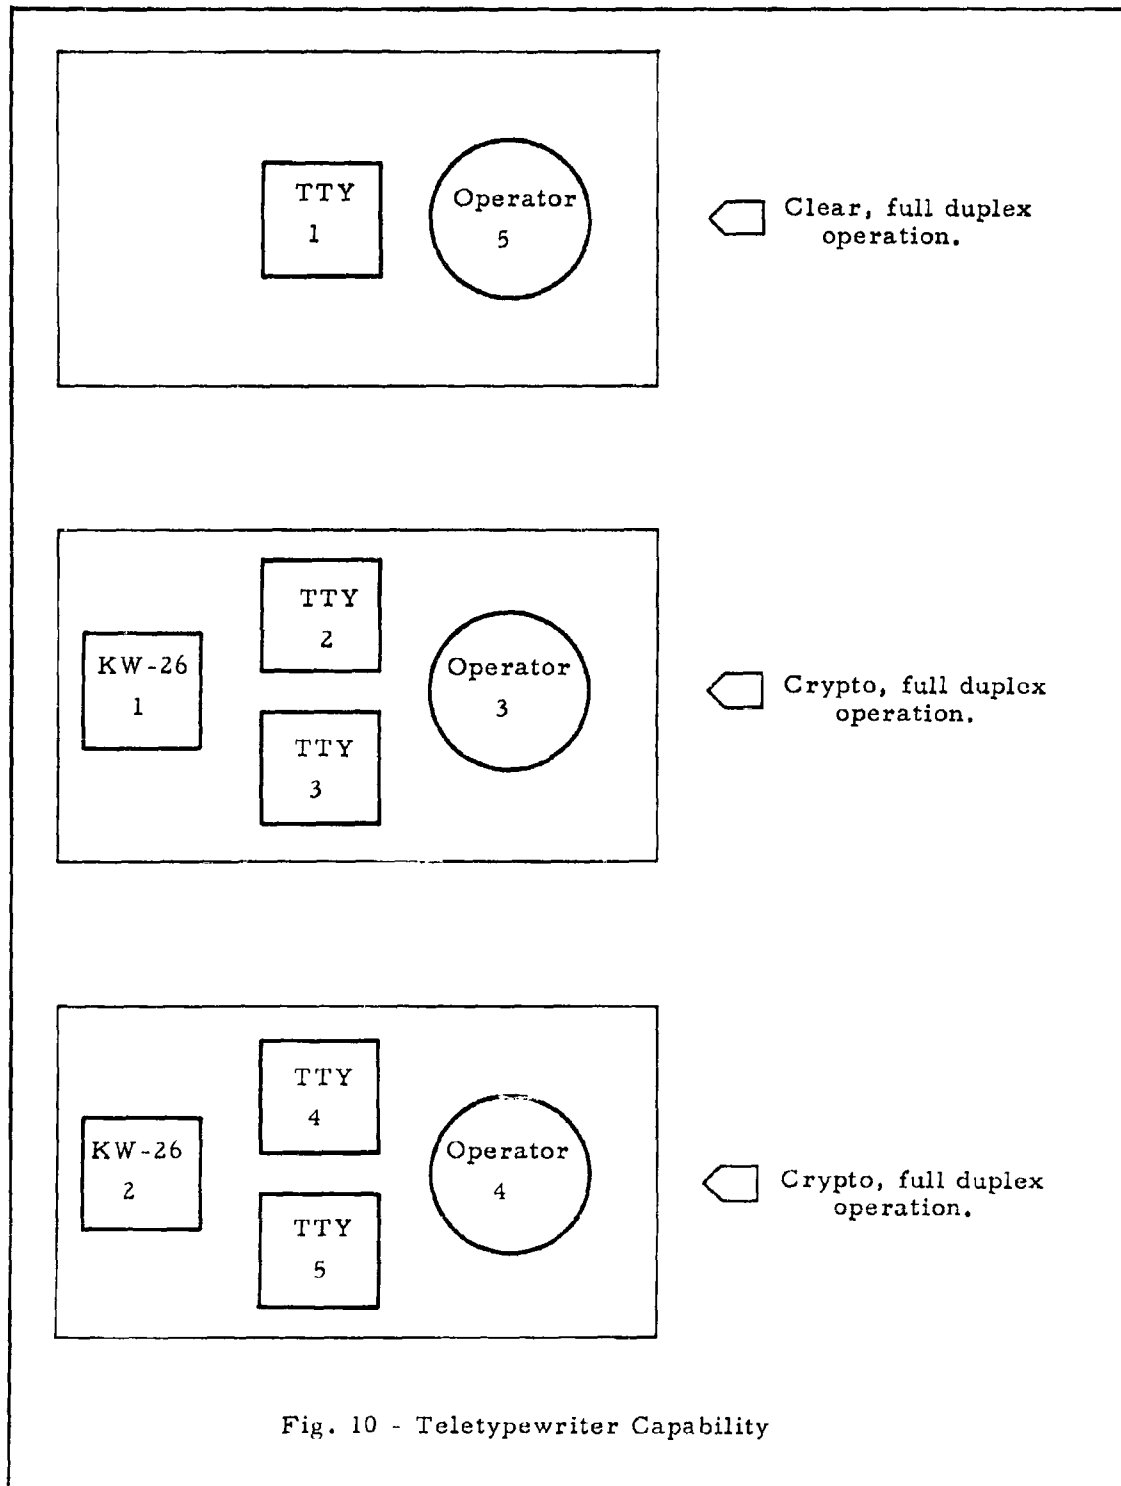 TTY
1
Operator
5
Clear, full duplex
operation.
TTY
2
KW-26
1
Operator
3
TTY
3
Crypto, full duplex
operation.
TTY
4
KW-26
2
Operator
4
TTY
5
Crypto, full duplex
operation.
Fig. 10 - Teletypewriter Capability